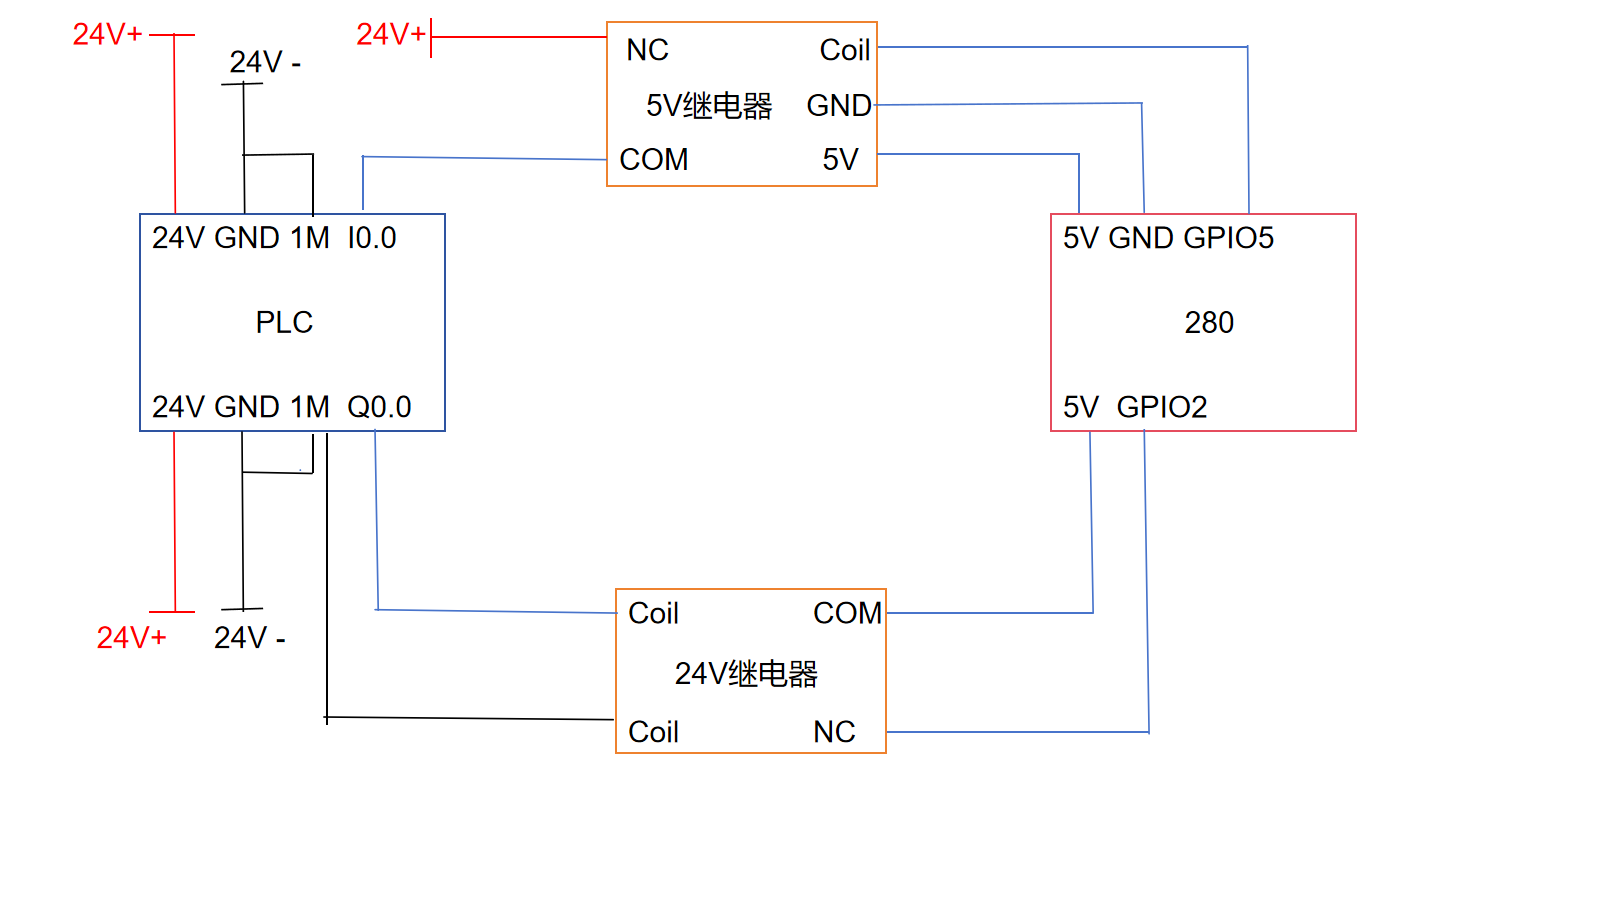 24V+
24V -
24V+
NC Coil
5V继电器 GND
COM 5V
24V GND 1M I0.0
PLC
24V GND 1M Q0.0
5V GND GPIO5
280
5V GPIO2
24V+
24V -
Coil COM
24V继电器
Coil NC